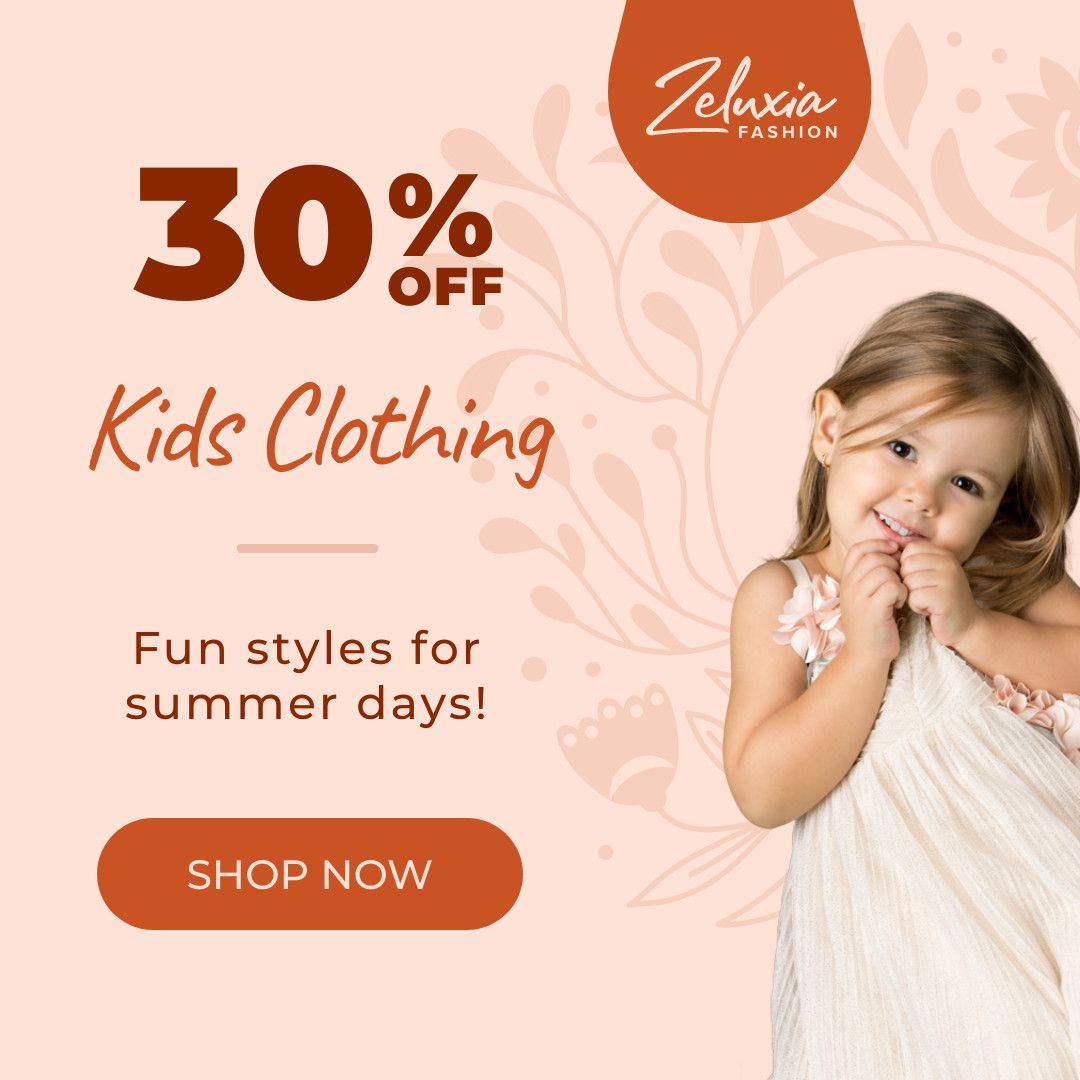 Zeluxia
FASHION
30%
OFF
Kids Clothing
Fun styles for
summer days!
SHOP NOW